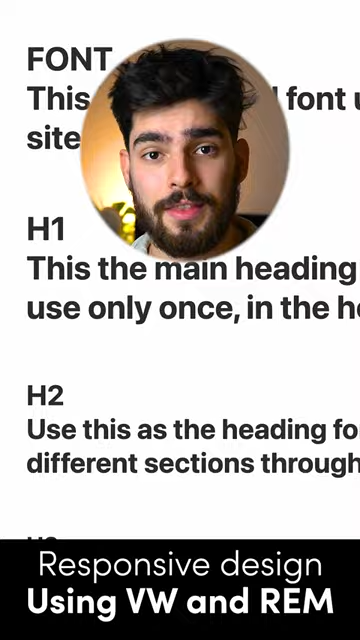 FONT
This font
site
H1
This the main heading
use only once, in the
H2
Use this as the heading
different sections through
Responsive design
Using VW and REM